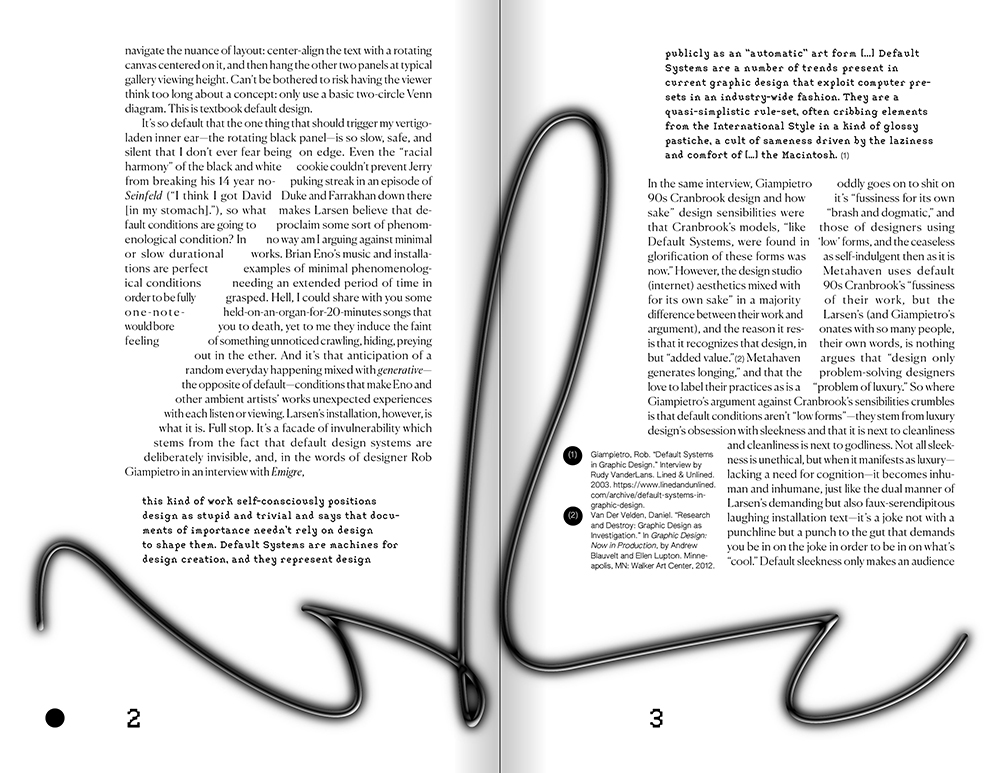 navigate the nuance of layout: center-align the text with a rotating
canvas centered on it, and then hang the other two panels at typical
gallery viewing height. Can't be bothered to risk having the viewer
think too long about a concept: only use a basic two-circle Venn
diagram. This is textbook default design.
It's so default that the one thing that should trigger my vertigo-
laden inner ear—the rotating black panel—is so slow, safe, and
silent that I don't ever fear being on edge. Even the "racial
harmony" of the black and white cookie couldn't prevent Jerry
from breaking his 14 year no- puking streak in an episode of
Seinfeld ("I think I got David Duke and Farrakhan down there
[in my stomach]."), so what makes Larsen believe that de-
fault conditions are going to proclaim some sort of phenom-
enological condition? In no way am I arguing against minimal
or slow durational works. Brian Eno's music and installa-
tions are perfect examples of minimal phenomenolog-
ical conditions needing an extended period of time in
order to be fully grasped. Hell, I could share with you some
one-note- held-on-an-organ-for-20-minutes songs that
would bore you to death, yet to me they induce the faint
feeling of something unnoticed crawling, hiding, preying
out in the ether. And it's that anticipation of a
random everyday happening mixed with generative—
the opposite of default—conditions that make Eno and
other ambient artists' works unexpected experiences
with each listen or viewing. Larsen's installation, however, is
what it is. Full stop. It's a facade of invulnerability which
stems from the fact that default design systems are
deliberately invisible, and, in the words of designer Rob
Giampietro in an interview with Emigre,
this kind of work self-consciously positions
design as stupid and trivial and says that docu-
ments of importance needn't rely on design
to shape them. Default Systems are machines for
design creation, and they represent design
2
publicly as an "automatic" art form [...] Default
Systems are a number of trends present in
current graphic design that exploit computer pre-
sets in an industry-wide fashion. They are a
quasi-simplistic rule-set, often cribbing elements
from the International Style in a kind of glossy
pastiche, a cult of sameness driven by the laziness
and comfort of [...] the Macintosh. (1)
In the same interview, Giampietro oddly goes on to shit on
90s Cranbrook design and how it's "fussiness for its own
sake" design sensibilities were "brash and dogmatic," and
that Cranbrook's models, "like those of designers using
Default Systems, were found in 'low' forms, and the ceaseless
glorification of these forms was as self-indulgent then as it is
now." However, the design studio Metahaven uses default
(internet) aesthetics mixed with 90s Cranbrook's "fussiness
for its own sake" in a majority of their work, but the
difference between their work and Larsen's (and Giampietro's
argument), and the reason it res- onates with so many people,
is that it recognizes that design, in their own words, is nothing
but "added value."(2) Metahaven argues that "design only
generates longing," and that the problem-solving designers
love to label their practices as is a "problem of luxury." So where
Giampietro's argument against Cranbrook's sensibilities crumbles
is that default conditions aren't "low forms"—they stem from luxury
design's obsession with sleekness and that it is next to cleanliness
and cleanliness is next to godliness. Not all sleek-
ness is unethical, but when it manifests as luxury—
lacking a need for cognition—it becomes inhu-
man and inhumane, just like the dual manner of
Larsen's demanding but also faux-serendipitous
laughing installation text—it's a joke not with a
punchline but a punch to the gut that demands
you be in on the joke in order to be in on what's
"cool." Default sleekness only makes an audience
(1) Giampietro, Rob. "Default Systems
in Graphic Design." Interview by
Rudy VanderLans. Lined & Unlined.
2003. https://www.linedandunlined.
com/archive/default-systems-in-
graphic-design.
(2) Van Der Velden, Daniel. "Research
and Destroy: Graphic Design as
Investigation." In Graphic Design:
Now in Production, by Andrew
Blauvelt and Ellen Lupton. Minne-
apolis, MN: Walker Art Center, 2012.
3